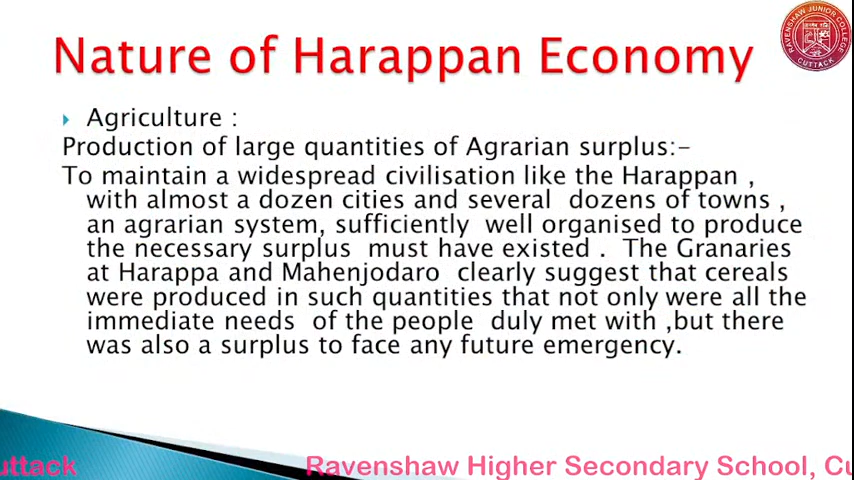 Nature of Harappan Economy
RAVENSHAW JUNIOR COLLEGE
CUTTACK
Agriculture :
Production of large quantities of Agrarian surplus:-
To maintain a widespread civilisation like the Harappan ,
with almost a dozen cities and several dozens of towns ,
an agrarian system, sufficiently well organised to produce
the necessary surplus must have existed . The Granaries
at Harappa and Mahenjodaro clearly suggest that cereals
were produced in such quantities that not only were all the
immediate needs of the people duly met with ,but there
was also a surplus to face any future emergency.
uttack Ravenshaw Higher Secondary School, Cu